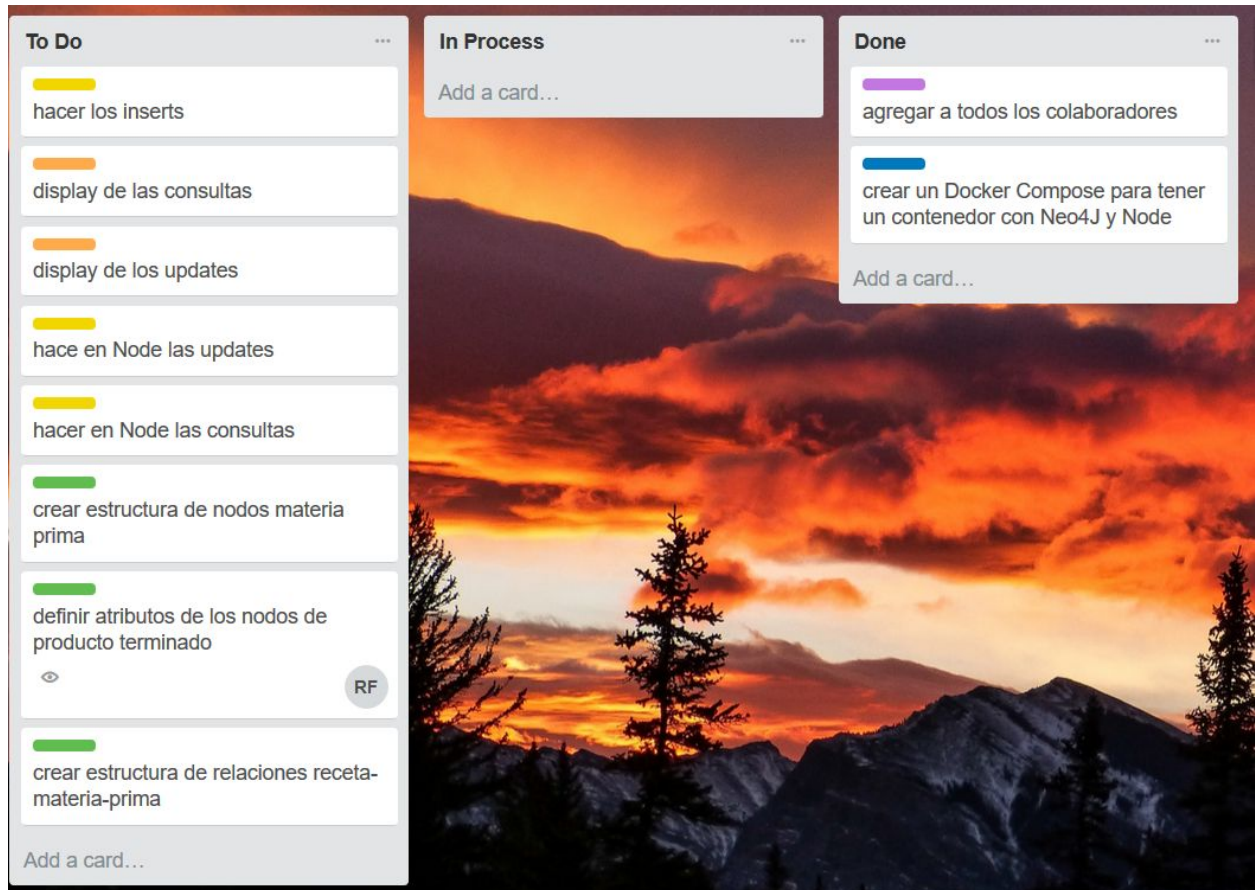 To Do
hacer los inserts
display de las consultas
display de los updates
hace en Node las updates
hacer en Node las consultas
crear estructura de nodos materia
prima
definir atributos de los nodos de
producto terminado
RF
crear estructura de relaciones receta-
materia-prima
Add a card…
In Process
Add a card…
Done
agregar a todos los colaboradores
crear un Docker Compose para tener
un contenedor con Neo4J y Node
Add a card…